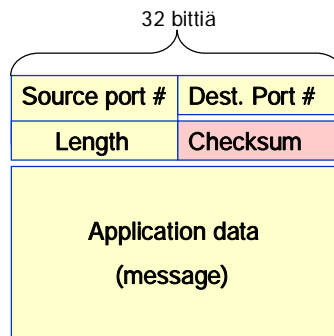 32 bittiä
Source port # Dest. Port #
Length Checksum
Application data
(message)